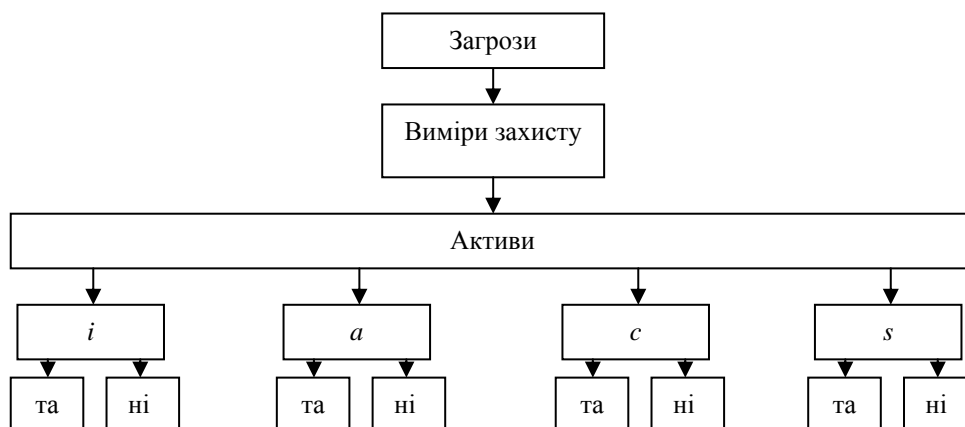 Загрози
Виміри захисту
Активи
i a c s
та ні та ні та ні та ні